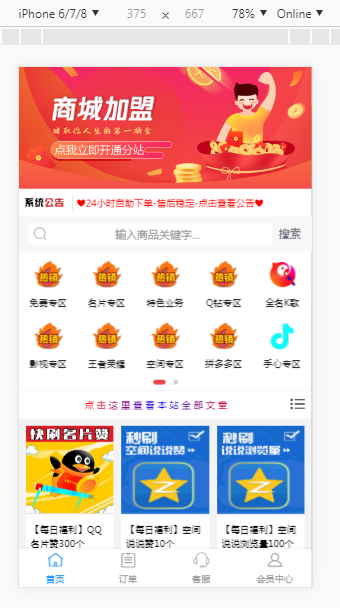 iPhone 6/7/8 ▼ 375 x 667 78% ▼ Online ▼
商城加盟
赚取你人生的第一桶金
点我立即开通分站
系统公告 ♥24小时自助下单-售后稳定-点击查看公告♥
输入商品关键字... 搜索
热销 热销 热销 热销
免费专区 名片专区 特色业务 Q钻专区 全名K歌
热销 热销 热销 热销
影视专区 王者荣耀 空间专区 拼多多区 手心专区
点击这里查看本站全部文章
快刷名片赞 秒刷 秒刷
空间说说赞 说说浏览量
【每日福利】QQ 【每日福利】空间 【每日福利】空间
名片赞300个 说说赞10个 说说浏览量100个
首页 订单 客服 会员中心